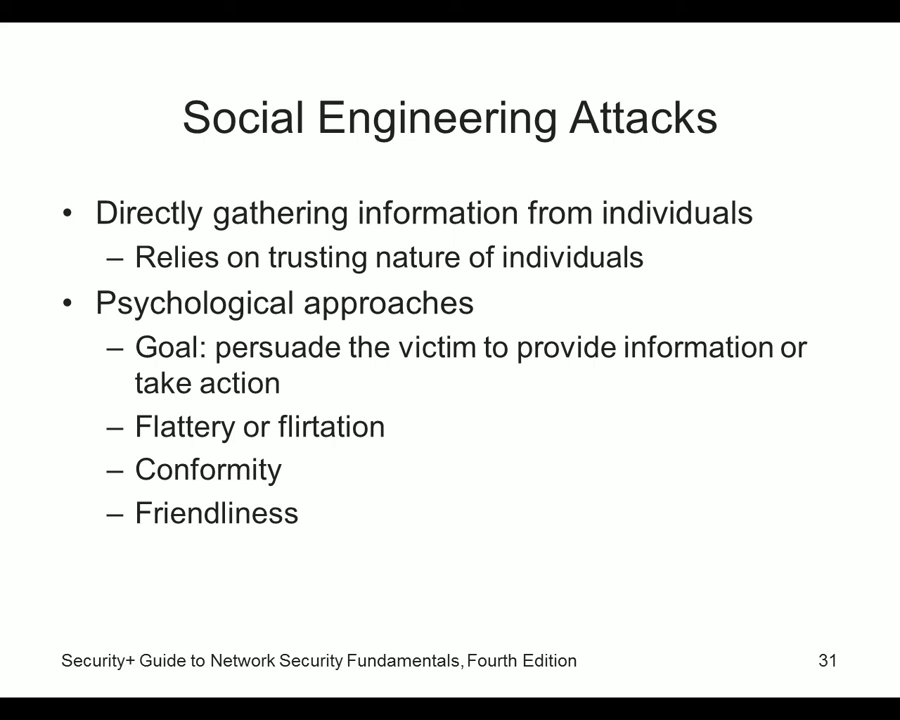 Social Engineering Attacks
• Directly gathering information from individuals
– Relies on trusting nature of individuals
• Psychological approaches
– Goal: persuade the victim to provide information or
take action
– Flattery or flirtation
– Conformity
– Friendliness
Security+ Guide to Network Security Fundamentals, Fourth Edition 31